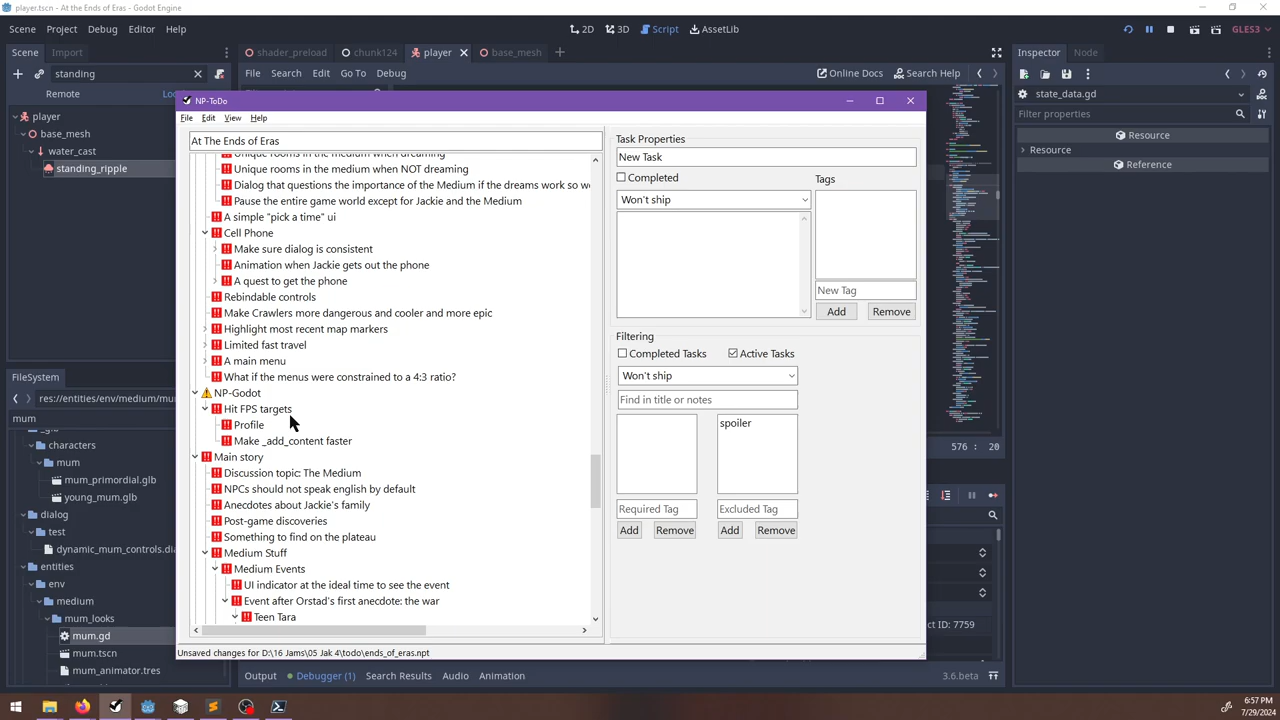 player.tscn - At the Ends of Eras - Godot Engine
Scene Project Debug Editor Help
2D 3D Script AssetLib
GLES3
Scene Import
shader_preload chunk124 player base_mesh
Inspector Node
standing
File Search Edit Go To Debug
Online Docs Search Help
Remote
player
base_mesh
water_cast
standing_ripple
state_data.gd
Filter properties
Resource
Resource
Reference
NP-ToDo
File Edit View Help
At The Ends of Eras
Unique rooms in the medium when dreaming
Unique rooms in the medium when NOT dreaming
Dialog that questions the importance of the Medium if the dreams work so we
Pause the entire game world except for Jackie and the Medium
A simple "pick a time" ui
Cell Phone
Make the dialog is consistent
Animation when Jackie gets out the phone
A quest to get the phone
Rebindable controls
Make Gunters more dangerous and cooler and more epic
Highlight most recent map markers
Limited fast travel
A main menu
What if the menus were constrained to a 4:3 ratio?
NP-Godot
Hit FPS targets
Profile
Make _add_content faster
Main story
Discussion topic: The Medium
NPCs should not speak english by default
Anecdotes about Jackie's family
Post-game discoveries
Something to find on the plateau
Medium Stuff
Medium Events
UI indicator at the ideal time to see the event
Event after Orstad's first anecdote: the war
Teen Tara
Unsaved changes for D:\16 Jams\05 Jak 4\todo\ends_of_eras.npt
Task Properties
New Task
Completed
Tags
Won't ship
New Tag
Add Remove
Filtering
Completed Tasks Active Tasks
Won't ship
Find in title or notes
spoiler
Required Tag Excluded Tag
Add Remove Add Remove
FileSystem
res://entities/env/medium/mu
mum
characters
mum
mum_primordial.glb
young_mum.glb
dialog
test
dynamic_mum_controls.dia
entities
env
medium
mum_looks
mum.gd
mum.tscn
mum_animator.tres
576 : 20
ect ID: 7759
Output Debugger (1) Search Results Audio Animation
3.6.beta
6:57 PM
7/29/2024